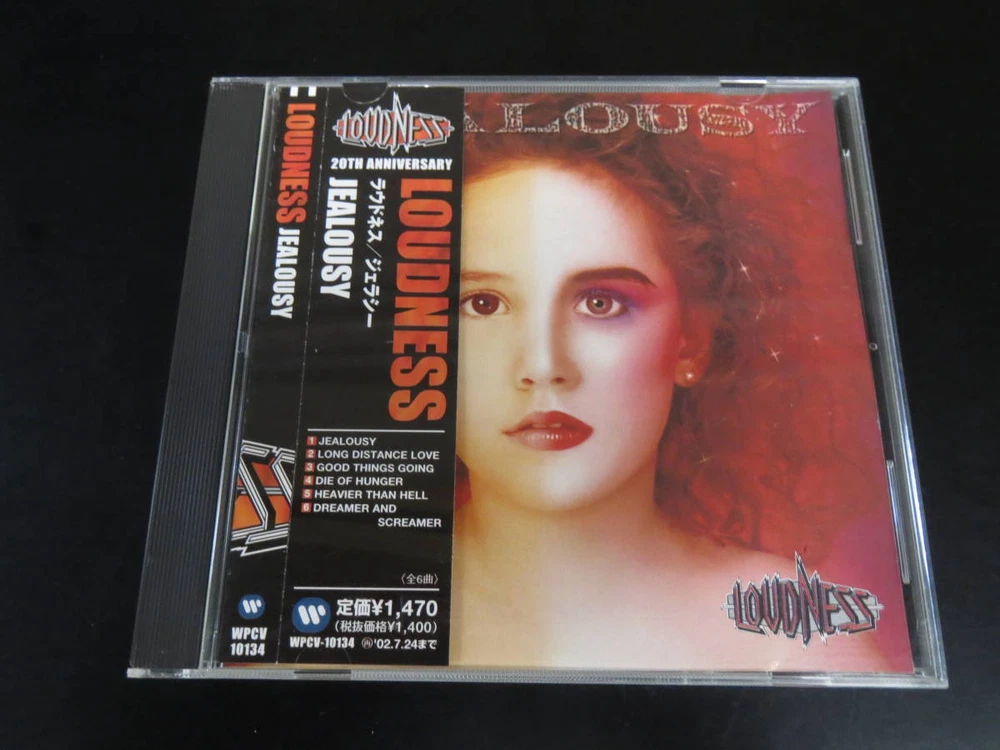 LOUDNESS JEALOUSY
WPCV
10134
LOUDNESS
20TH ANNIVERSARY
LOUDNESS
ラウドネス/ジェラシー
JEALOUSY
1 JEALOUSY
2 LONG DISTANCE LOVE
3 GOOD THINGS GOING
4 DIE OF HUNGER
5 HEAVIER THAN HELL
6 DREAMER AND
SCREAMER
〈全6曲〉
定価¥1,470
(税抜価格¥1,400)
WPCV-10134
'02.7.24まで
ALOUSY
LOUDNESS